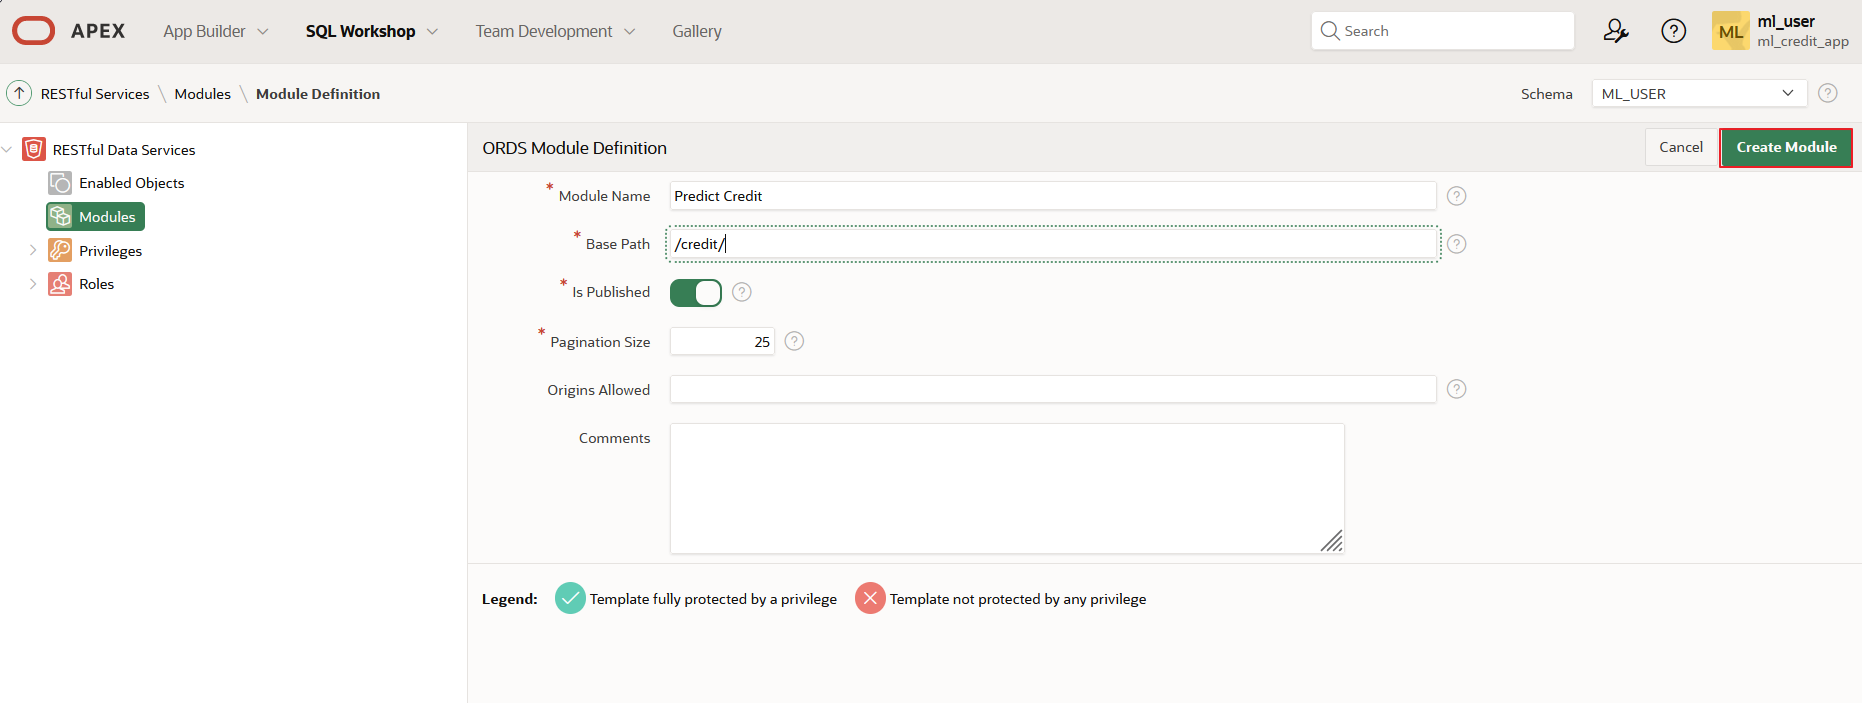 APEX App Builder SQL Workshop Team Development Gallery Search ML ml_user
ml_credit_app
RESTful Services \ Modules \ Module Definition Schema ML_USER
RESTful Data Services
Enabled Objects
Modules
Privileges
Roles
ORDS Module Definition Cancel Create Module
* Module Name Predict Credit
* Base Path /credit/
* Is Published
* Pagination Size 25
Origins Allowed
Comments
Legend: Template fully protected by a privilege Template not protected by any privilege